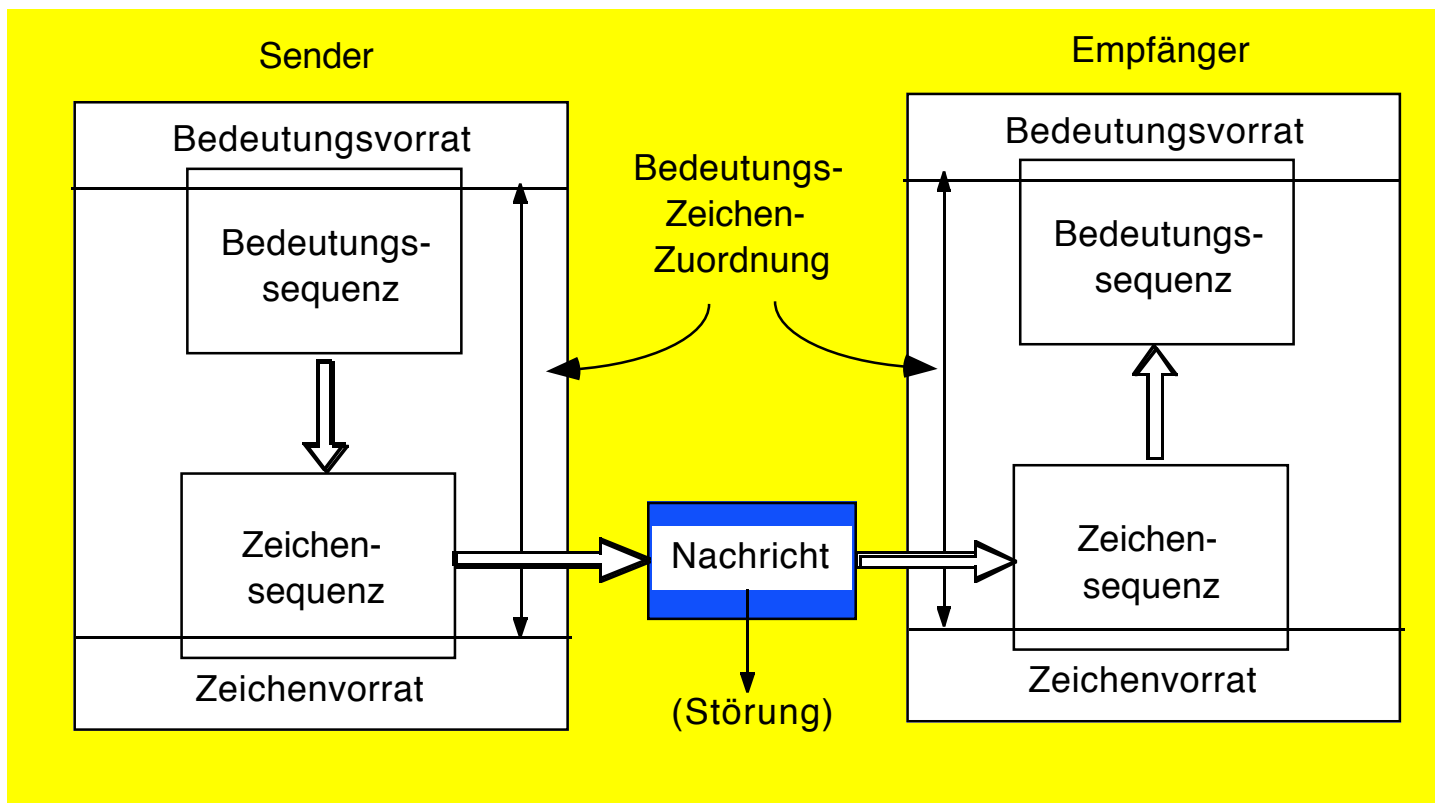 Sender
Bedeutungsvorrat
Bedeutungs-
sequenz
Zeichen-
sequenz
Zeichenvorrat
Bedeutungs-
Zeichen-
Zuordnung
Nachricht
(Störung)
Empfänger
Bedeutungsvorrat
Bedeutungs-
sequenz
Zeichen-
sequenz
Zeichenvorrat